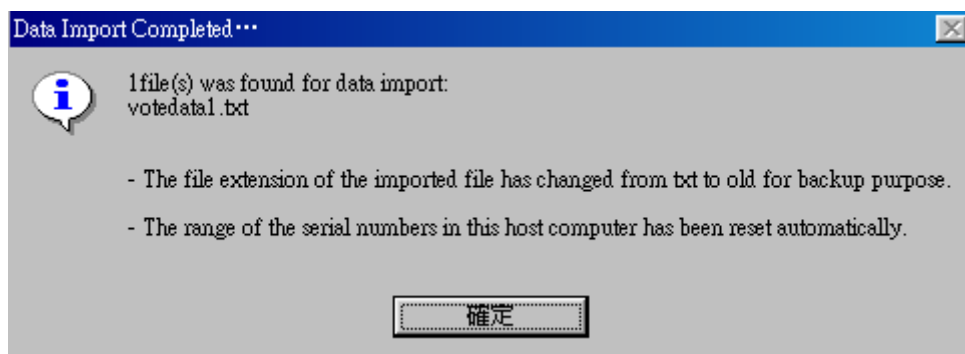 Data Import Completed⋯
1file(s) was found for data import:
votedata1.txt
- The file extension of the imported file has changed from txt to old for backup purpose.
- The range of the serial numbers in this host computer has been reset automatically.
確定